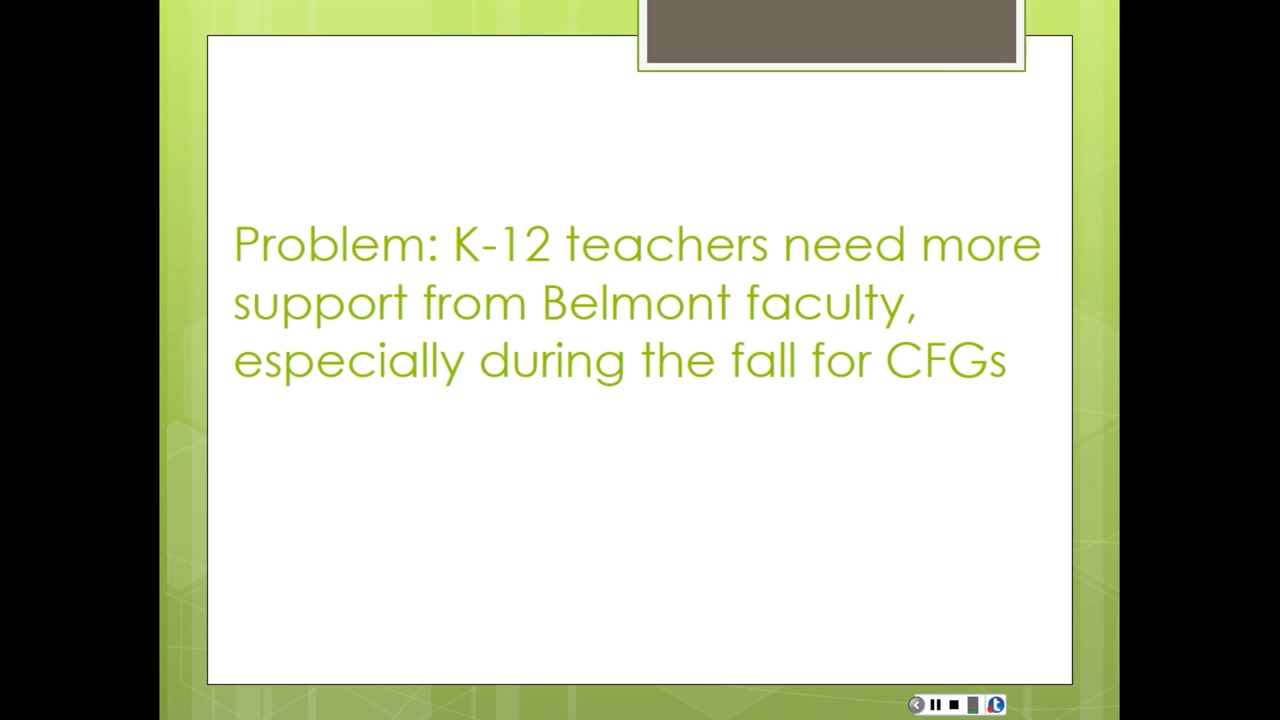 Problem: K-12 teachers need more
support from Belmont faculty,
especially during the fall for CFGs